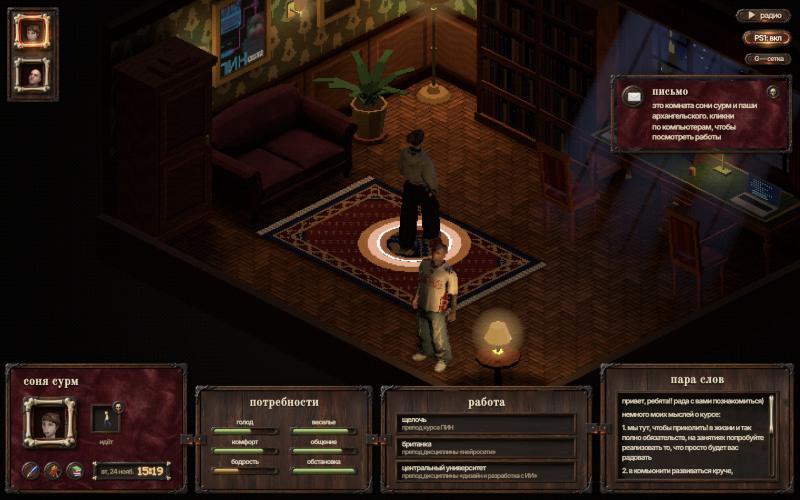 радио
PS1: вкл
G—сетка
ПИН
письмо
это комната сони сурм и паши
архангельского. кликни
по компьютерам, чтобы
посмотреть работы
соня сурм
идёт
вт, 24 нояб. 15:19
потребности
голод
веселье
комфорт
общение
бодрость
обстановка
работа
щелочь
препод курса ПИН
британка
препод дисциплины «нейросети»
центральный университет
препод дисциплины «дизайн и разработка с ИИ»
пара слов
привет, ребята!! рада с вами познакомиться)
немного моих мыслей о курсе:
1. мы тут, чтобы приколить! в жизни и так
полно обязательств, на занятиях попробуйте
реализовать то, что просто будет вас
радовать
2. в комьюнити развиваться круче,